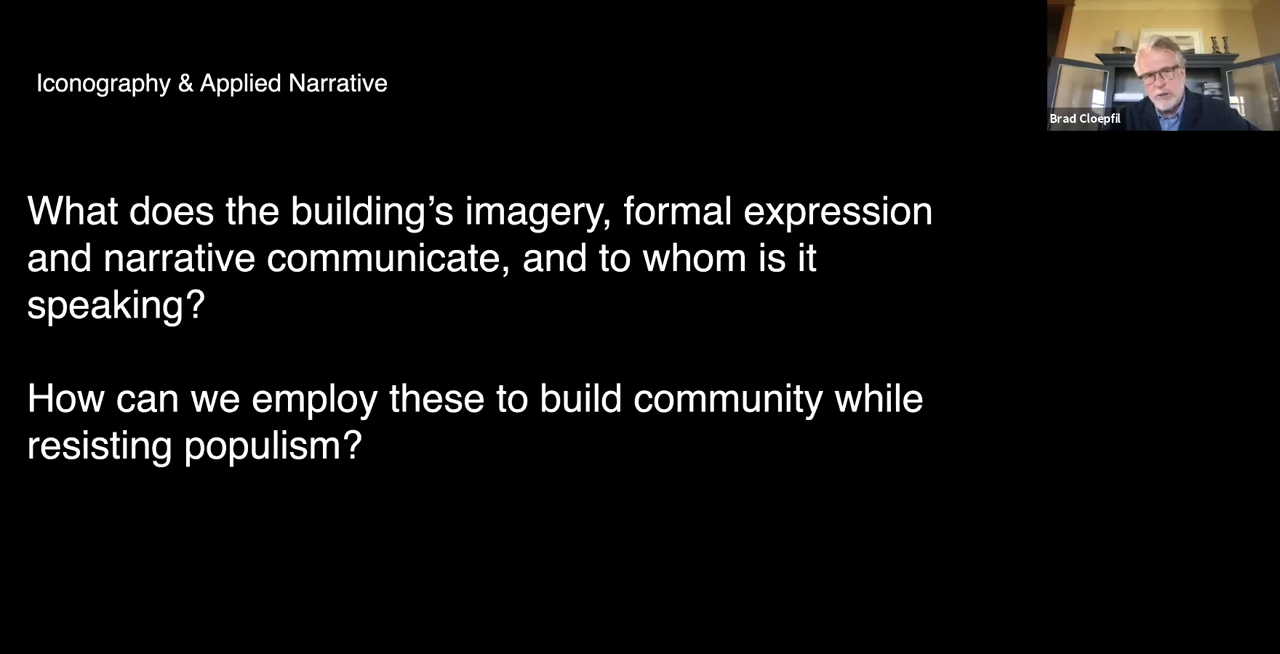 Iconography & Applied Narrative
Brad Cloepfil
What does the building’s imagery, formal expression
and narrative communicate, and to whom is it
speaking?
How can we employ these to build community while
resisting populism?